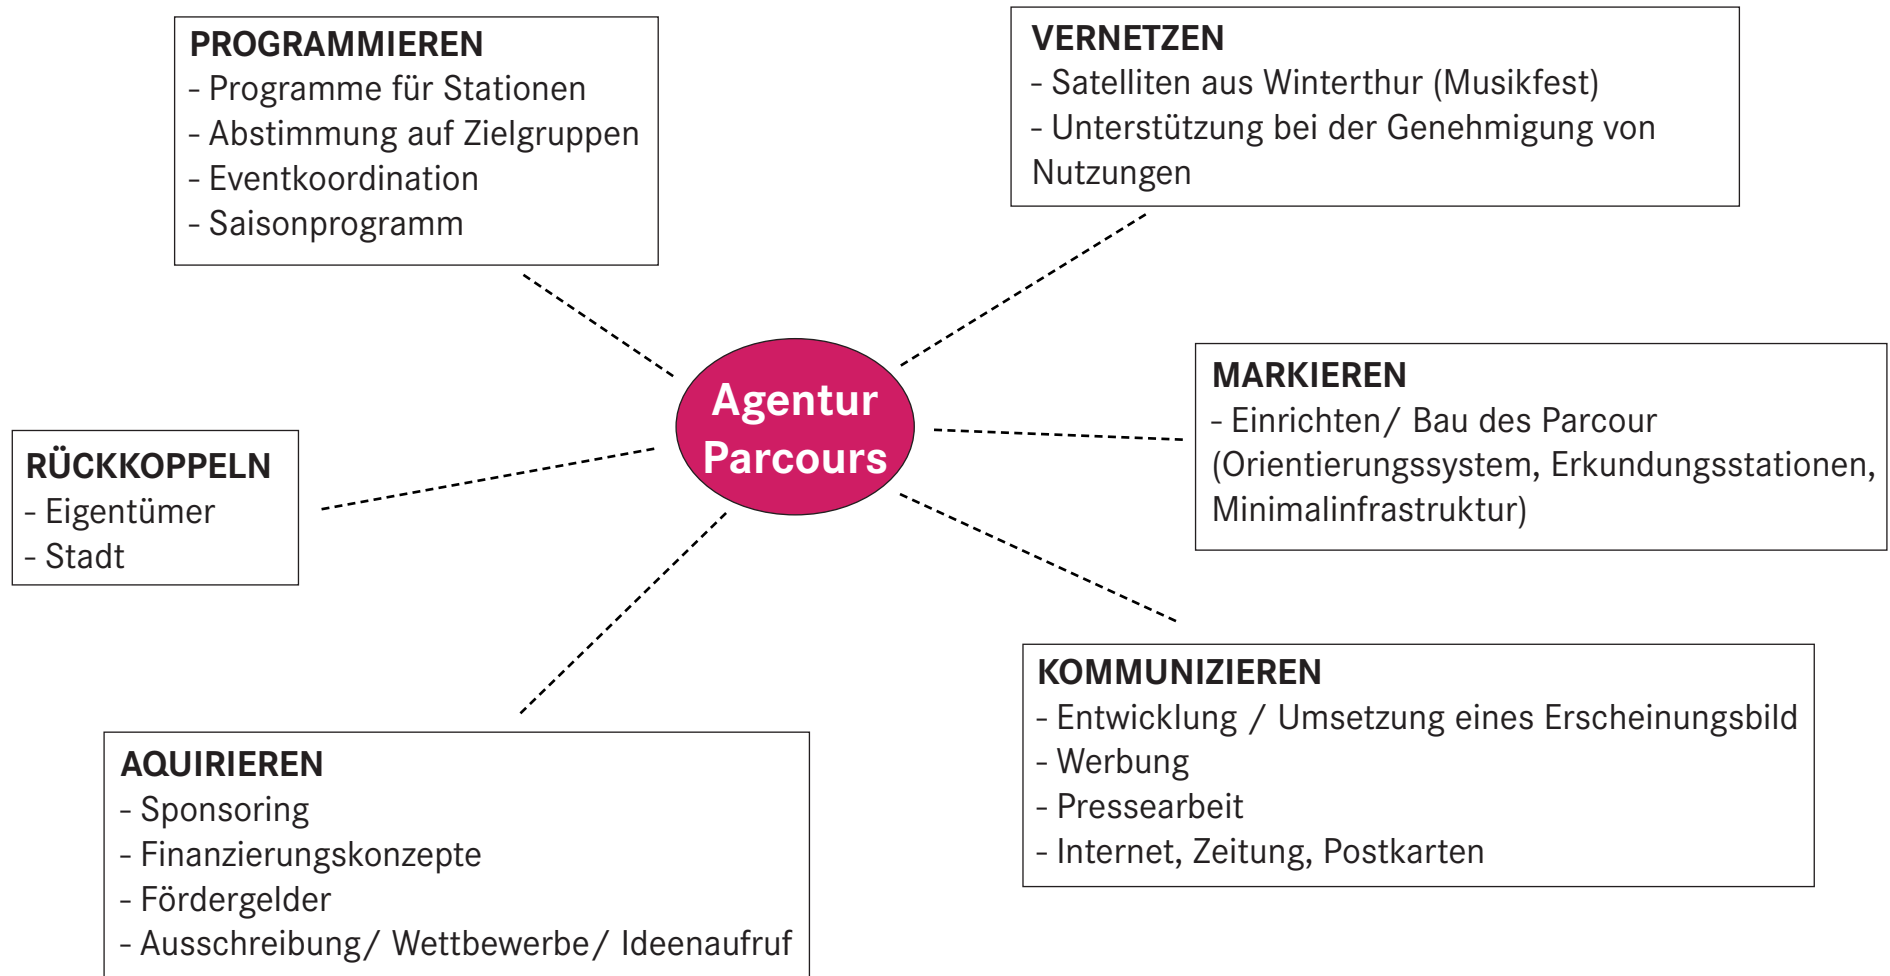 PROGRAMMIEREN
- Programme für Stationen
- Abstimmung auf Zielgruppen
- Eventkoordination
- Saisonprogramm
VERNETZEN
- Satelliten aus Winterthur (Musikfest)
- Unterstützung bei der Genehmigung von
Nutzungen
Agentur
Parcours
MARKIEREN
- Einrichten/ Bau des Parcour
(Orientierungssystem, Erkundungsstationen,
Minimalinfrastruktur)
RÜCKKOPPELN
- Eigentümer
- Stadt
KOMMUNIZIEREN
- Entwicklung / Umsetzung eines Erscheinungsbild
- Werbung
- Pressearbeit
- Internet, Zeitung, Postkarten
AQUIRIEREN
- Sponsoring
- Finanzierungskonzepte
- Fördergelder
- Ausschreibung/ Wettbewerbe/ Ideenaufruf